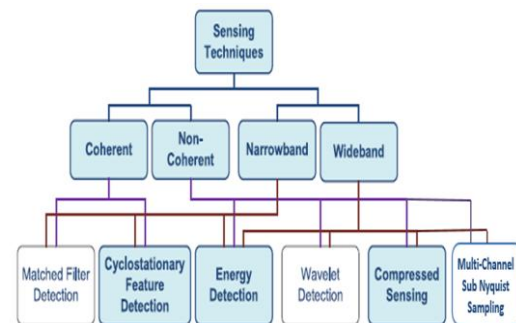 Sensing
Techniques
Coherent
Non-
Coherent
Narrowband
Wideband
Matched Filter
Detection
Cyclostationary
Feature
Detection
Energy
Detection
Wavelet
Detection
Compressed
Sensing
Multi-Channel
Sub Nyquist
Sampling